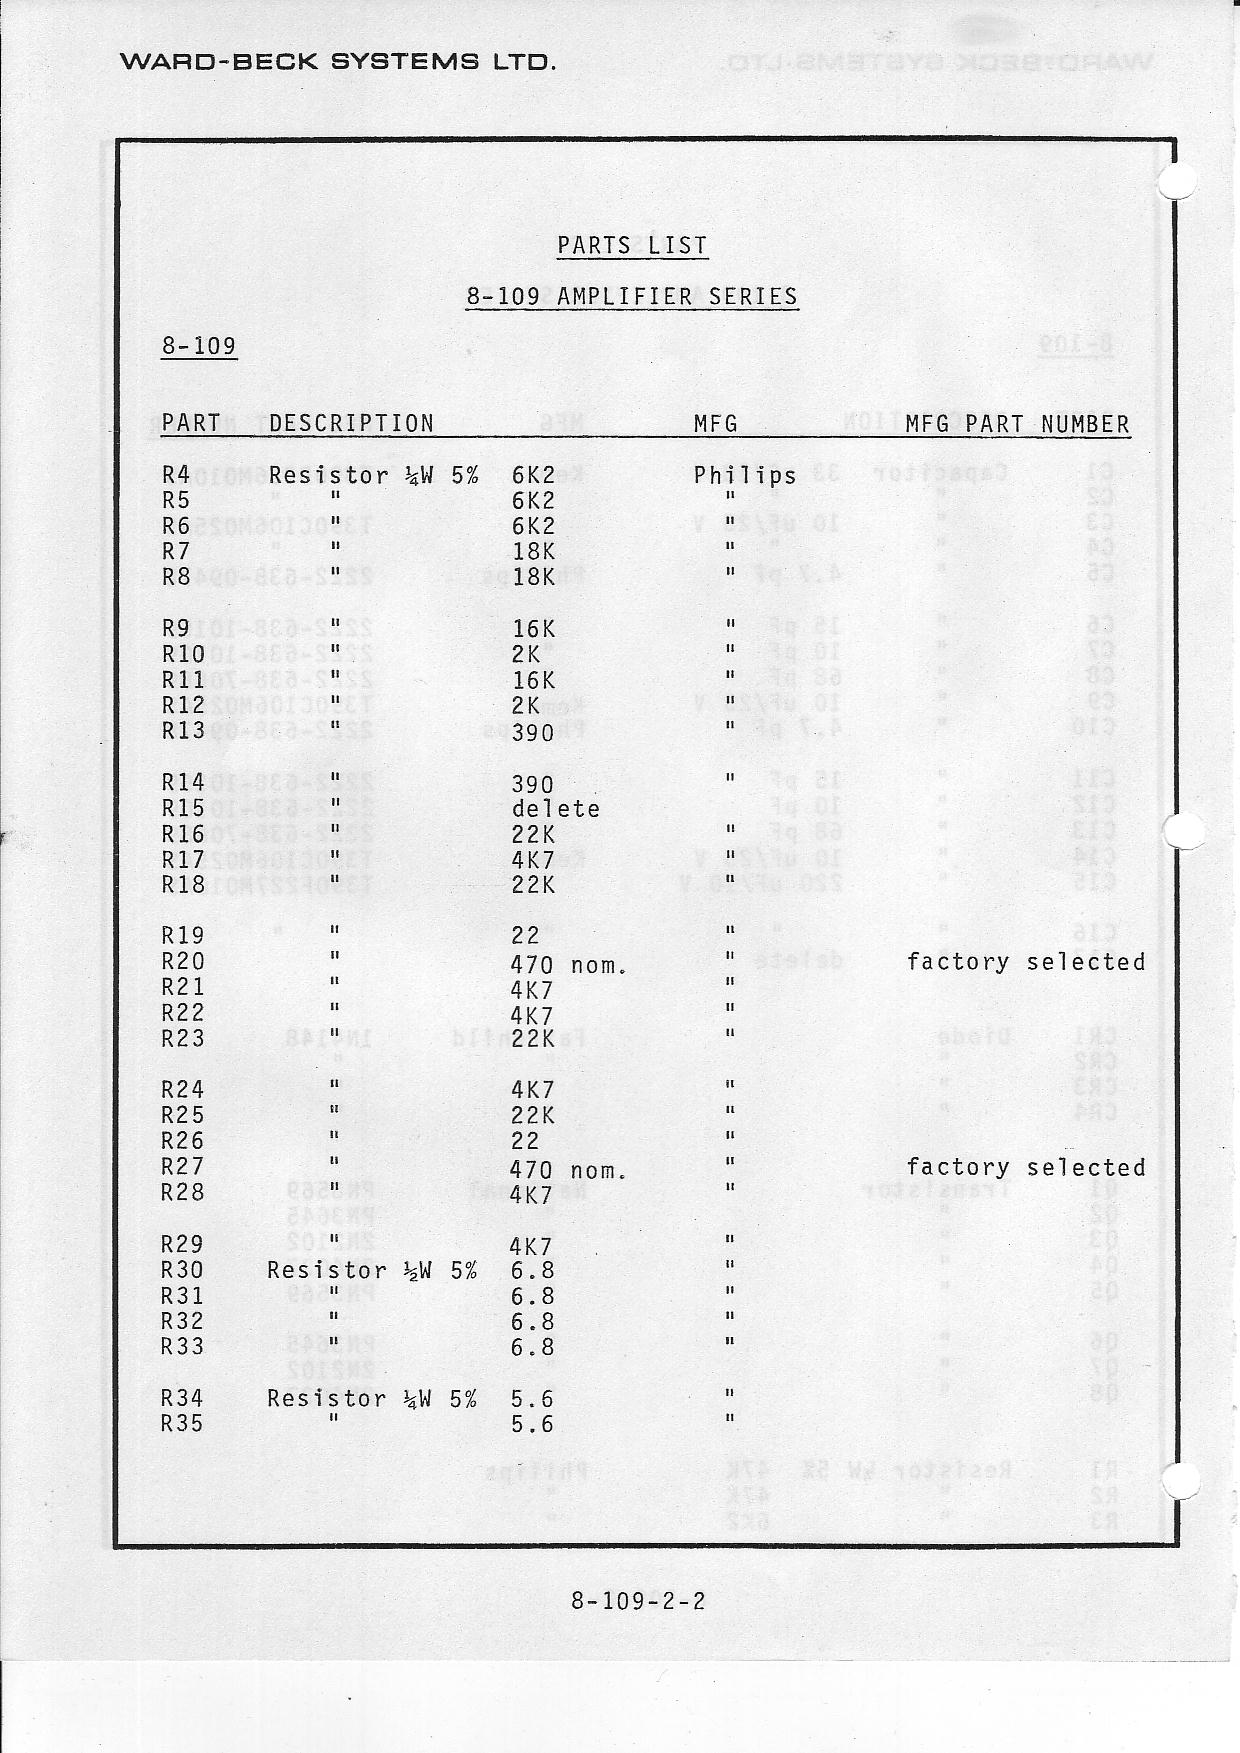 WARD-BECK SYSTEMS LTD.
PARTS LIST
8-109 AMPLIFIER SERIES
8-109
PART DESCRIPTION MFG MFG PART NUMBER
R4 Resistor ¼W 5% 6K2 Philips
R5 " 6K2 "
R6 " 6K2 "
R7 " 18K "
R8 " 18K "
R9 " 16K "
R10 " 2K "
R11 " 16K "
R12 " 2K "
R13 " 390 "
R14 " 390 "
R15 " delete
R16 " 22K "
R17 " 4K7 "
R18 " 22K "
R19 " 22 "
R20 " 470 nom. " factory selected
R21 " 4K7 "
R22 " 4K7 "
R23 " 22K "
R24 " 4K7 "
R25 " 22K "
R26 " 22 "
R27 " 470 nom. " factory selected
R28 " 4K7 "
R29 " 4K7 "
R30 Resistor ½W 5% 6.8 "
R31 " 6.8 "
R32 " 6.8 "
R33 " 6.8 "
R34 Resistor ¼W 5% 5.6 "
R35 " 5.6 "
8-109-2-2